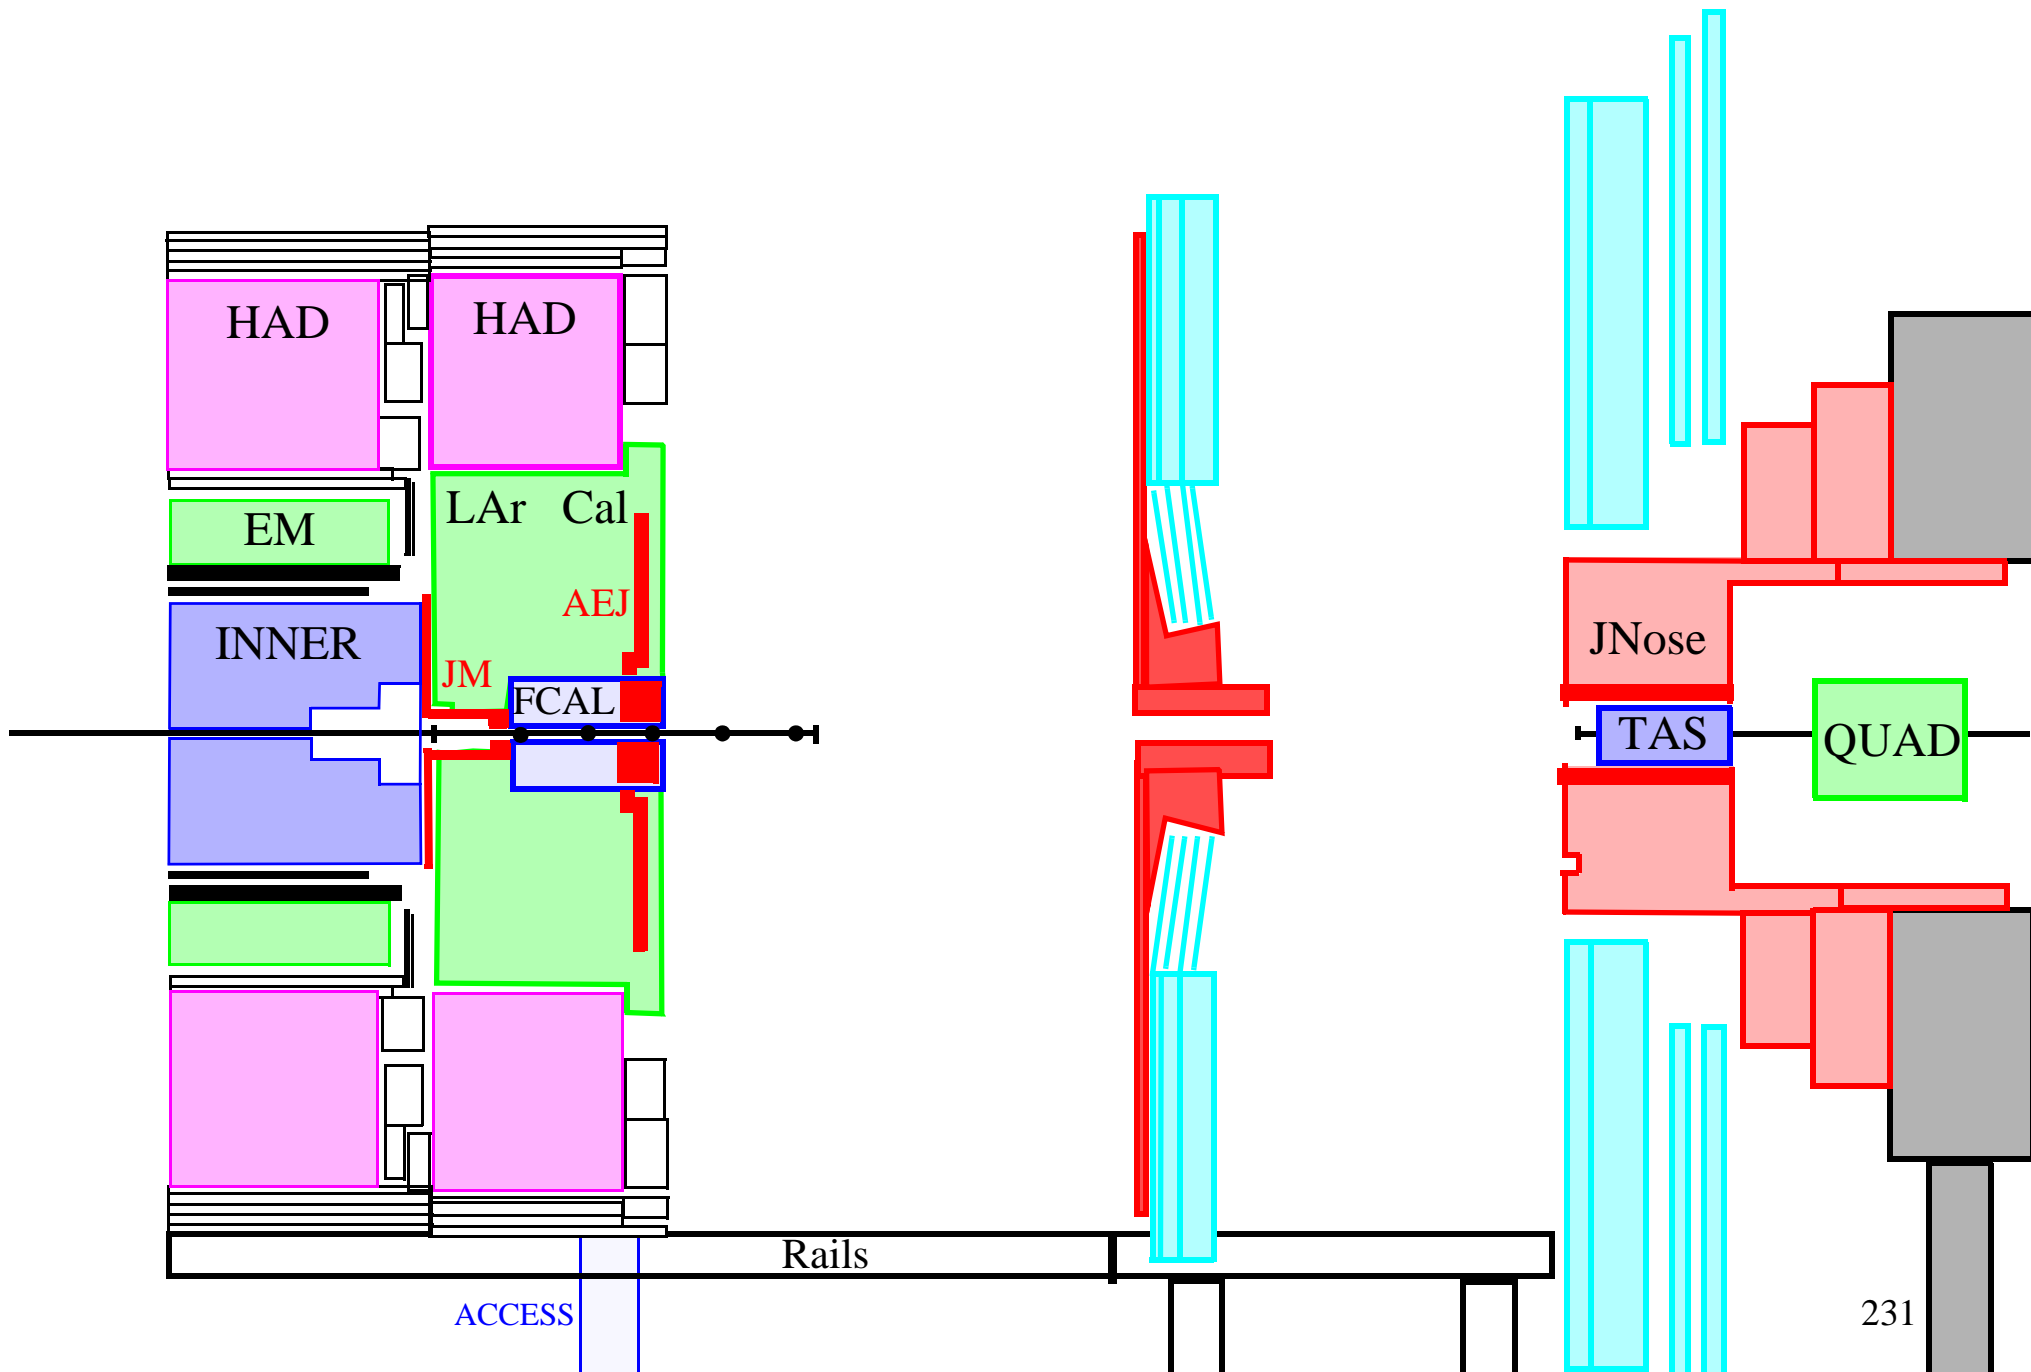 HAD
HAD
LAr Cal
EM
AEJ
INNER
JNose
JM
FCAL
TAS
QUAD
Rails
ACCESS
231